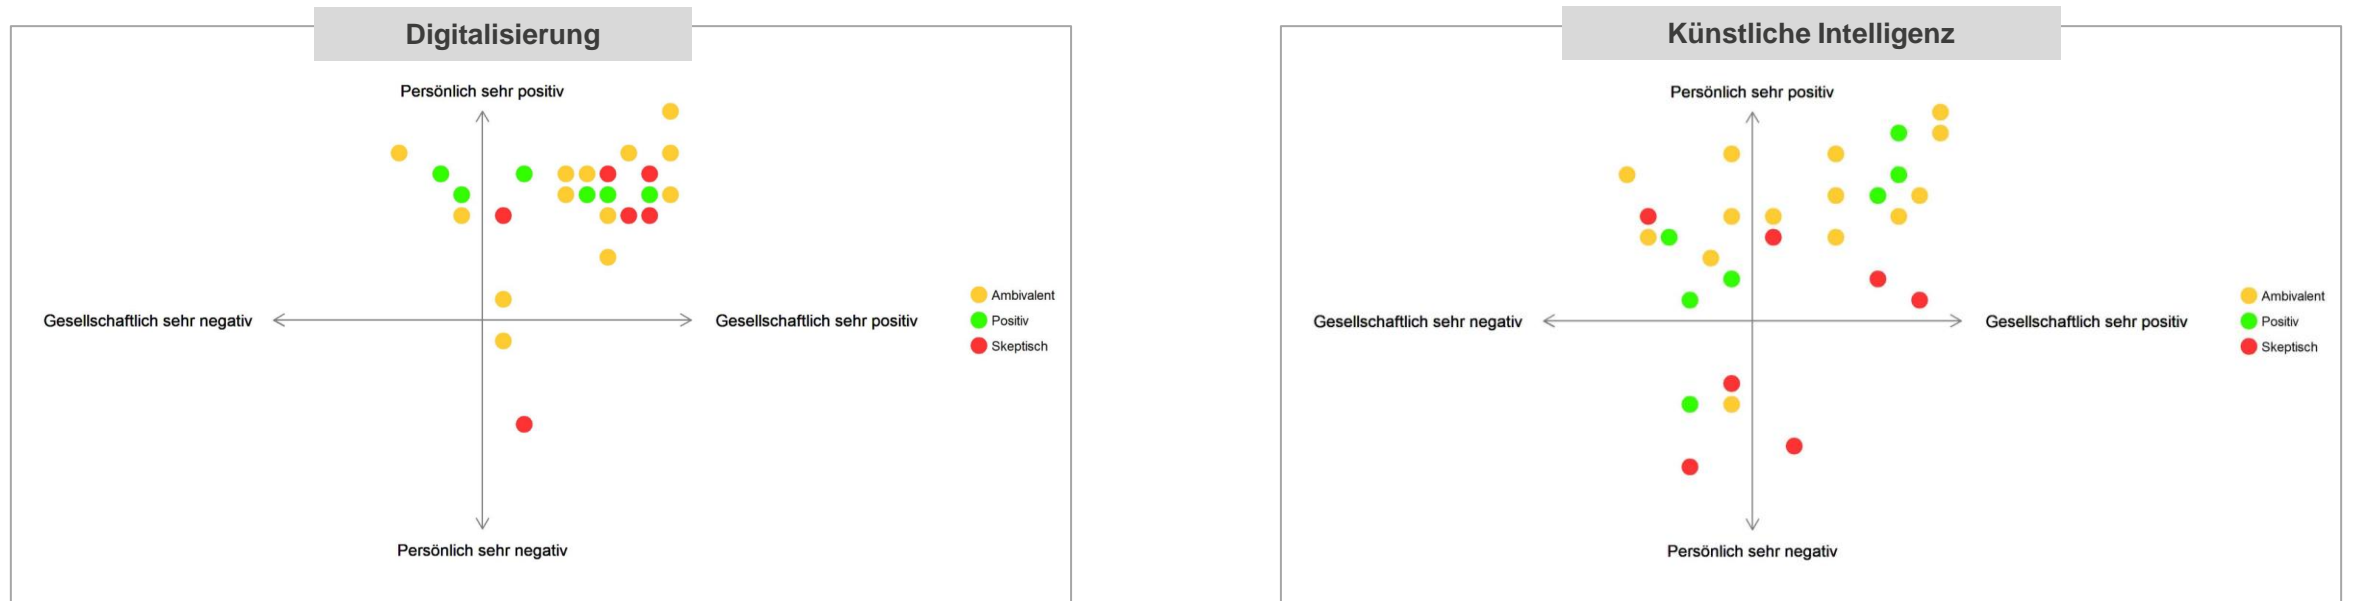 Digitalisierung
Persönlich sehr positiv
Gesellschaftlich sehr negativ
Gesellschaftlich sehr positiv
Ambivalent
Positiv
Skeptisch
Persönlich sehr negativ
Künstliche Intelligenz
Persönlich sehr positiv
Gesellschaftlich sehr negativ
Gesellschaftlich sehr positiv
Ambivalent
Positiv
Skeptisch
Persönlich sehr negativ